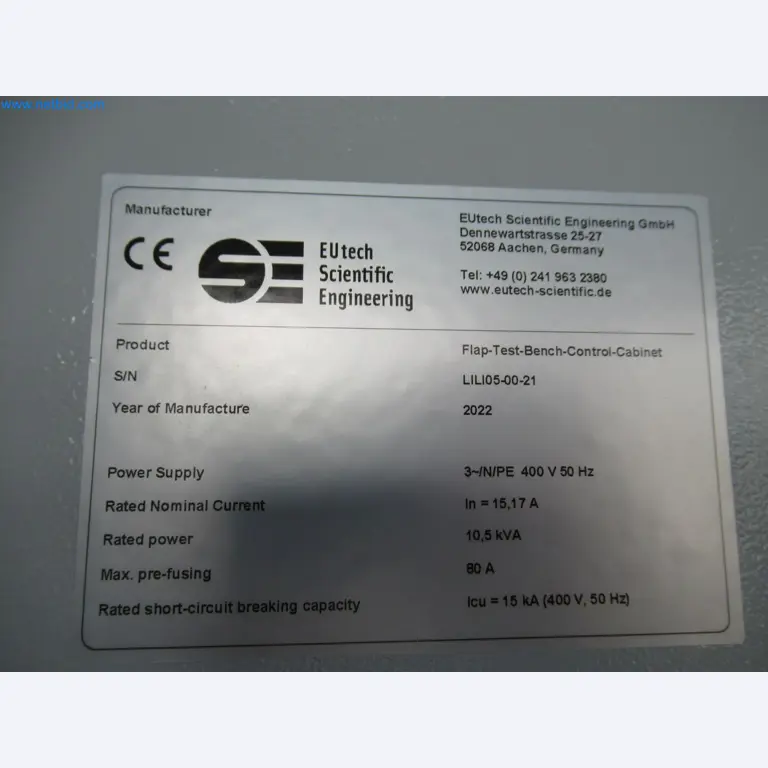 Manufacturer
CE
SE
EUtech
Scientific
Engineering
EUtech Scientific Engineering GmbH
Dennewartstrasse 25-27
52068 Aachen, Germany
Tel: +49 (0) 241 963 2380
www.eutech-scientific.de
Product Flap-Test-Bench-Control-Cabinet
S/N LILI05-00-21
Year of Manufacture 2022
Power Supply 3~/N/PE 400 V 50 Hz
Rated Nominal Current In = 15,17 A
Rated power 10,5 kVA
Max. pre-fusing 80 A
Rated short-circuit breaking capacity Icu = 15 kA (400 V, 50 Hz)